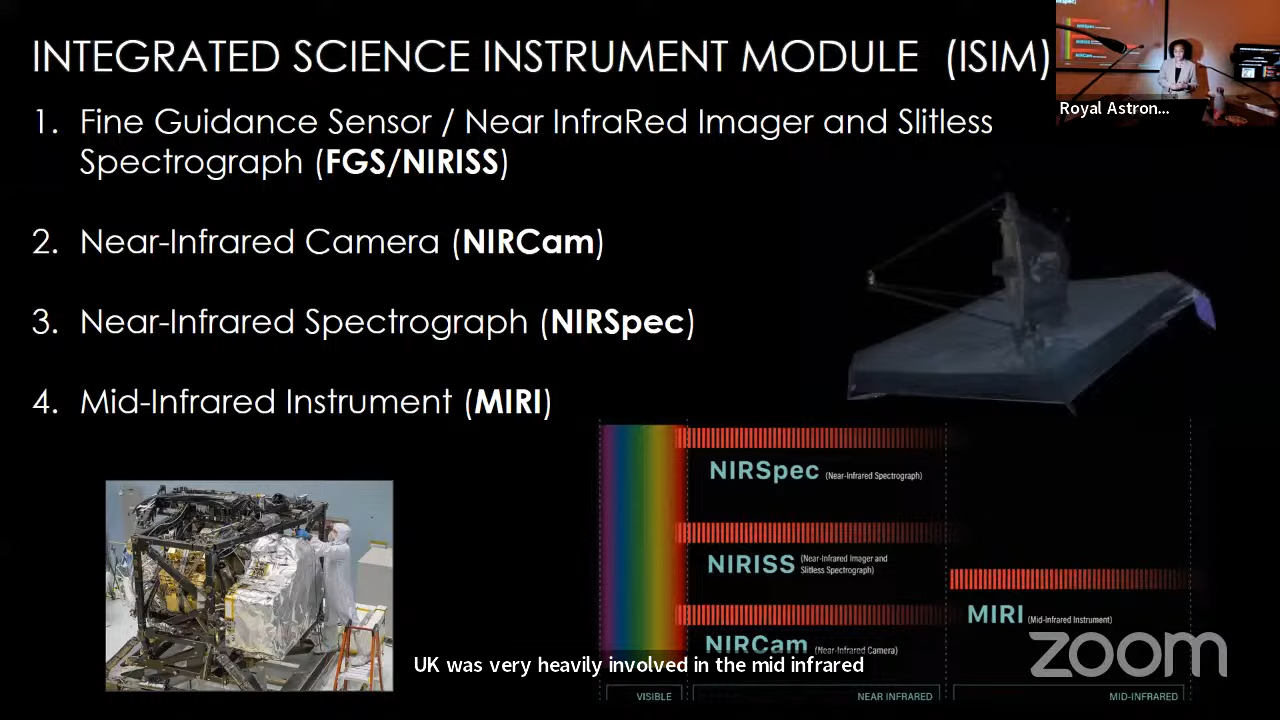 INTEGRATED SCIENCE INSTRUMENT MODULE (ISIM)
Royal Astron...
1. Fine Guidance Sensor / Near InfraRed Imager and Slitless
Spectrograph (FGS/NIRISS)
2. Near-Infrared Camera (NIRCam)
3. Near-Infrared Spectrograph (NIRSpec)
4. Mid-Infrared Instrument (MIRI)
NIRSpec (Near-Infrared Spectrograph)
NIRISS (Near-Infrared Imager and
Slitless Spectrograph)
MIRI (Mid-Infrared Instrument)
NIRCam (Near-Infrared Camera)
zoom
UK was very heavily involved in the mid infrared
VISIBLE
NEAR INFRARED
MID-INFRARED